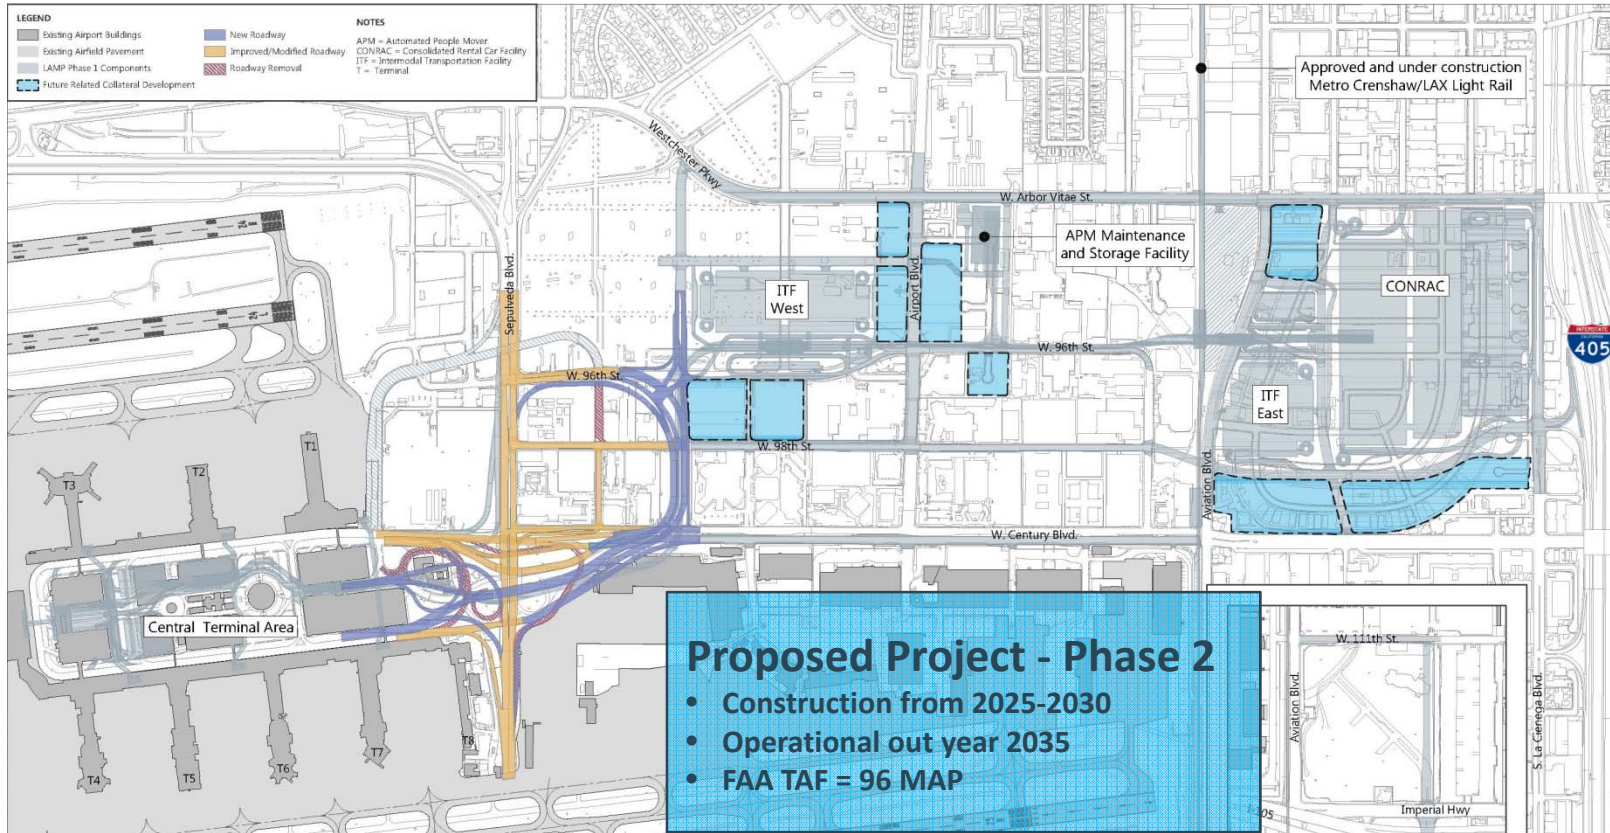 LEGEND
Existing Airport Buildings
Existing Airfield Pavement
LAMP Phase 1 Components
Future Related Collateral Development
New Roadway
Improved/Modified Roadway
Roadway Removal
NOTES
APM = Automated People Mover
CONRAC = Consolidated Rental Car Facility
ITF = Intermodal Transportation Facility
T = Terminal
Approved and under construction
Metro Crenshaw/LAX Light Rail
Westchester Pkwy
W. Arbor Vitae St.
APM Maintenance
and Storage Facility
Sepulveda Blvd.
Airport Blvd.
ITF
West
CONRAC
INTERSTATE
CALIFORNIA
405
W. 96th St.
W. 96th St.
ITF
East
W. 98th St.
Aviation Blvd.
W. Century Blvd.
T1
T2
T3
Central Terminal Area
T4
T5
T6
T7
T8
Proposed Project - Phase 2
• Construction from 2025-2030
• Operational out year 2035
• FAA TAF = 96 MAP
W. 111th St.
Aviation Blvd.
S. La Cienega Blvd.
Imperial Hwy
I-105